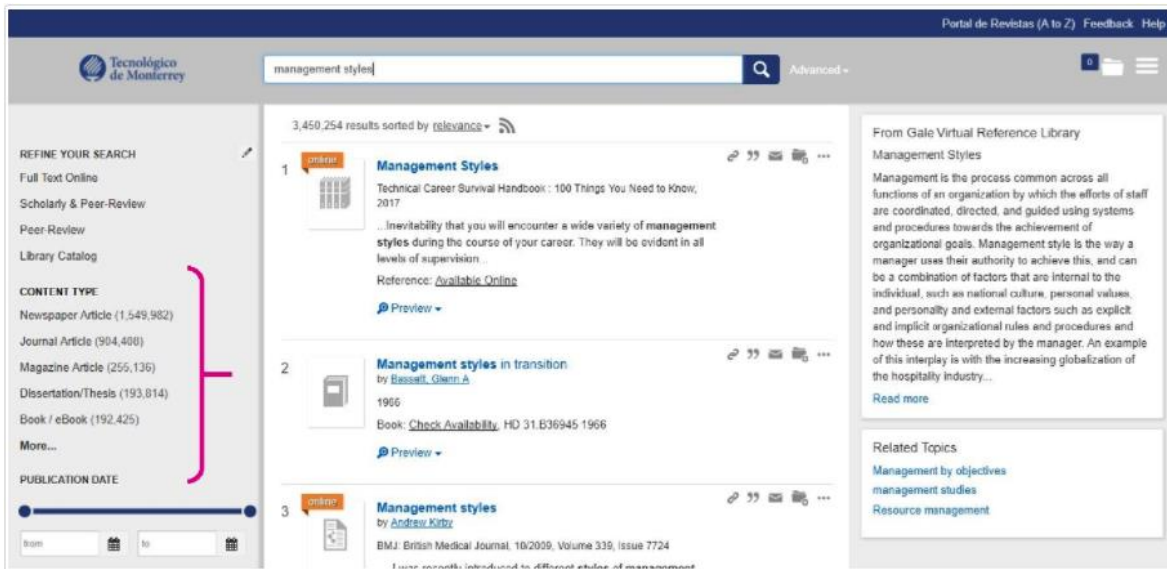 Portal de Revistas (A to Z) Feedback Help
Tecnológico
de Monterrey
management styles
Advanced
0
REFINE YOUR SEARCH
Full Text Online
Scholarly & Peer-Review
Peer-Review
Library Catalog
CONTENT TYPE
Newspaper Article (1,549,982)
Journal Article (904,408)
Magazine Article (255,136)
Dissertation/Thesis (193,814)
Book / eBook (192,425)
More...
PUBLICATION DATE
from
to
3,450,254 results sorted by relevance
1
online
Management Styles
Technical Career Survival Handbook : 100 Things You Need to Know,
2017
...Inevitability that you will encounter a wide variety of management
styles during the course of your career. They will be evident in all
levels of supervision...
Reference: Available Online
Preview
2
Management styles in transition
by Bassett, Glenn A
1966
Book: Check Availability, HD 31.B36945 1966
Preview
3
online
Management styles
by Andrew Kirby
BMJ: British Medical Journal, 10/2009, Volume 339, Issue 7724
...I was recently introduced to different styles of management
From Gale Virtual Reference Library
Management Styles
Management is the process common across all
functions of an organization by which the efforts of staff
are coordinated, directed, and guided using systems
and procedures towards the achievement of
organizational goals. Management style is the way a
manager uses their authority to achieve this, and can
be a combination of factors that are internal to the
individual, such as national culture, personal values,
and personality and external factors such as explicit
and implicit organizational rules and procedures and
how these are interpreted by the manager. An example
of this interplay is with the increasing globalization of
the hospitality industry...
Read more
Related Topics
Management by objectives
management studies
Resource management